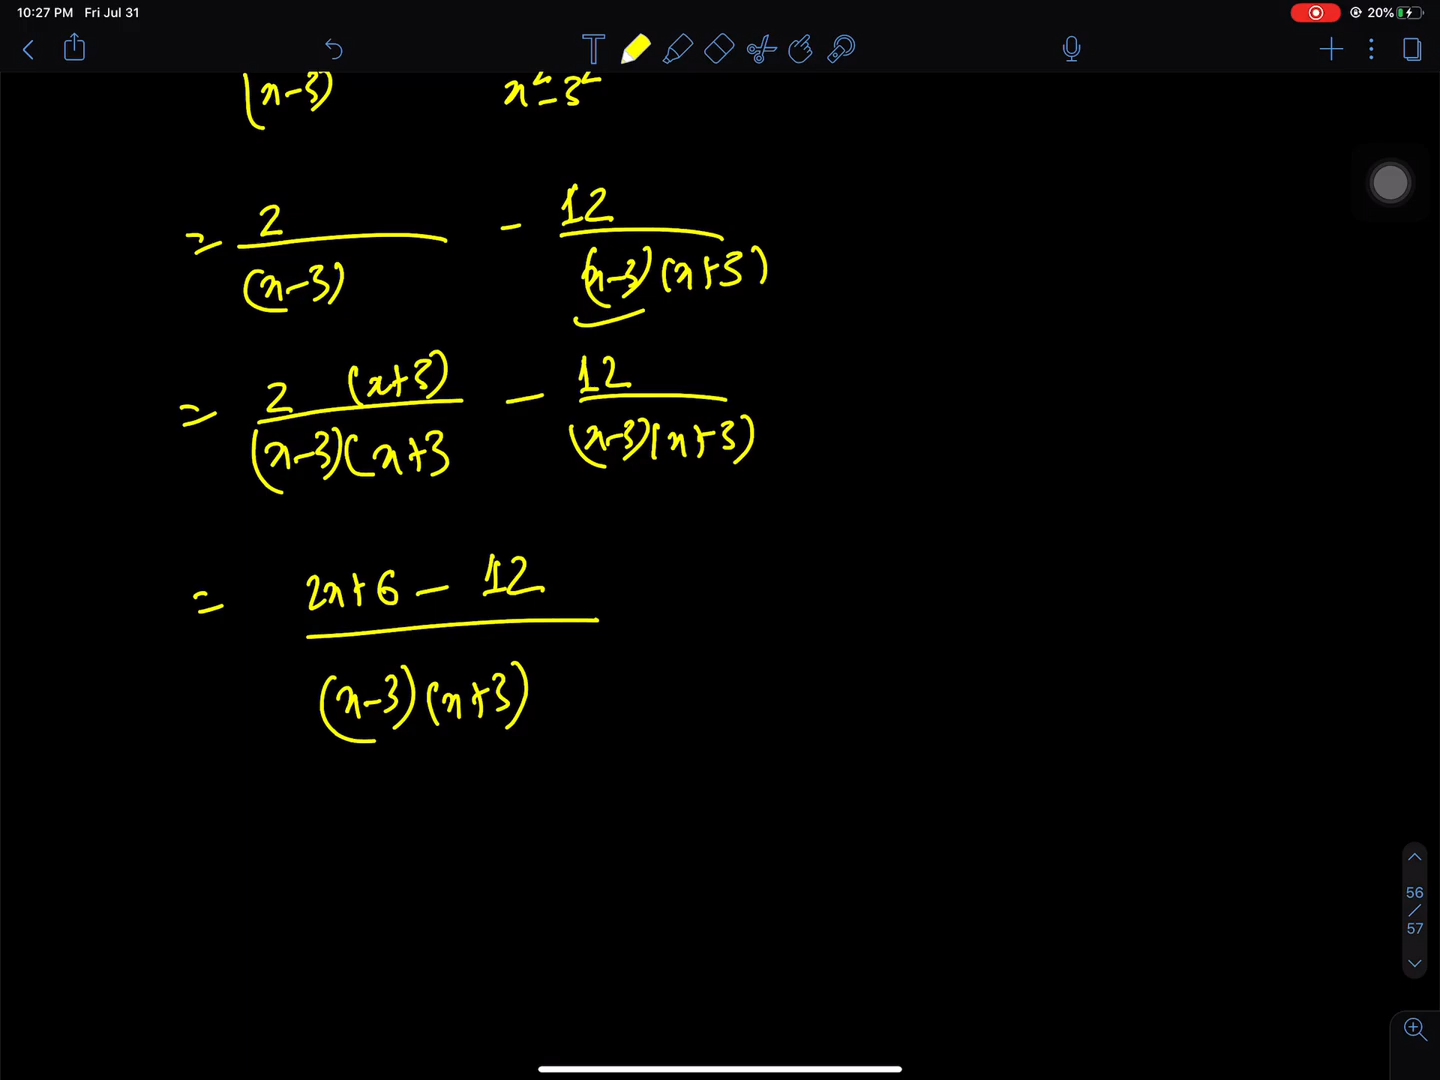 10:27 PM Fri Jul 31 20%
T
(x-3) x²-3²
= 2/(x-3) - 12/(x-3)(x+3)
= 2 (x+3)/(x-3)(x+3 - 12/(x-3)(x+3)
= 2x+6-12/(x-3)(x+3)
56
/
57